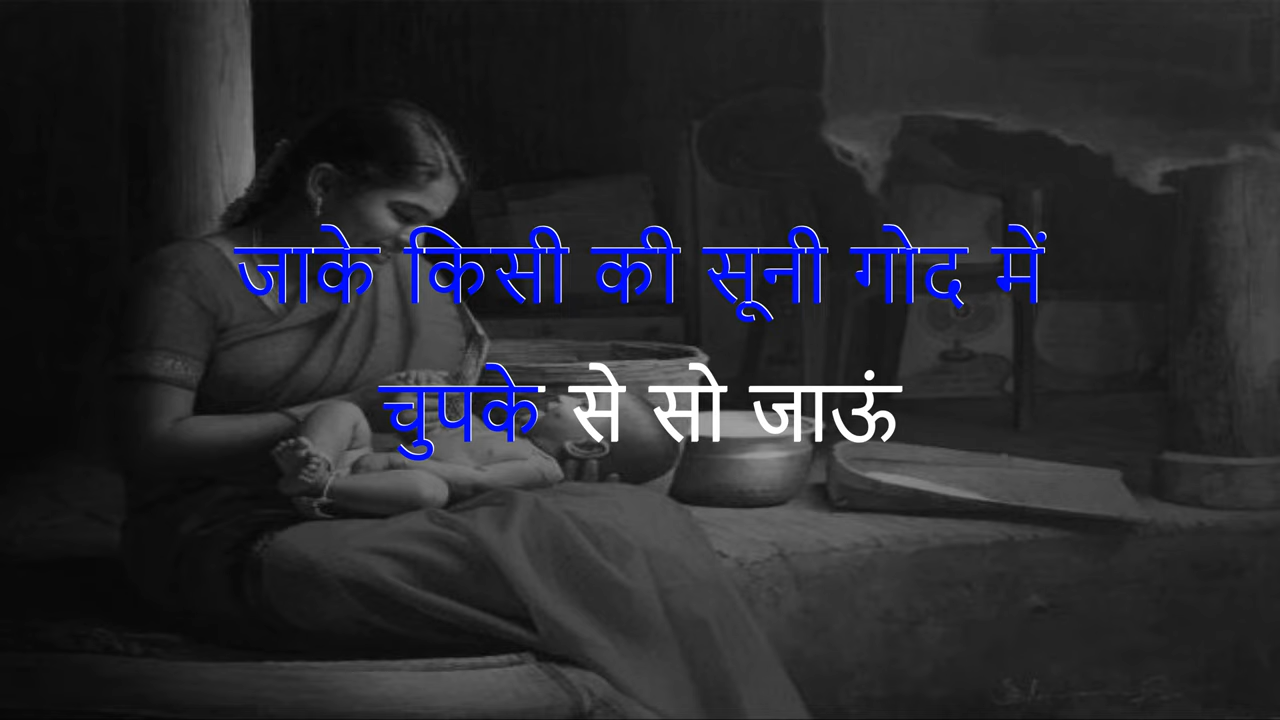 जाके किसी की सूनी गोद में
चुपके से सो जाऊं